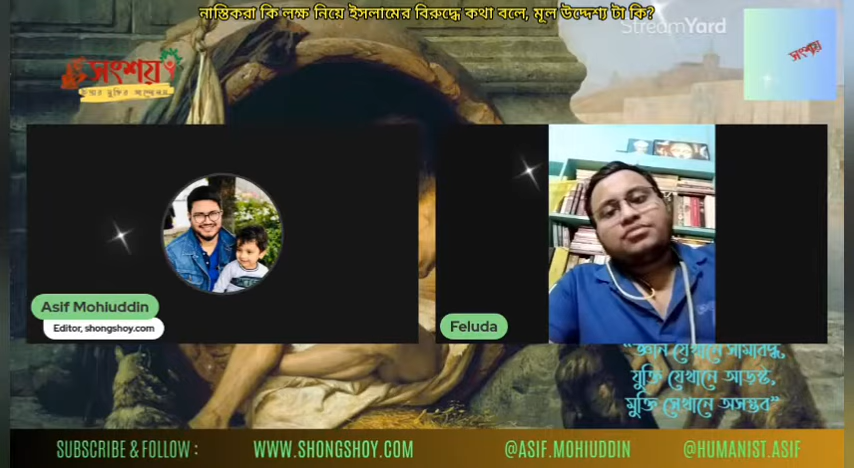 নাস্তিকরা কি লক্ষ নিয়ে ইসলামের বিরুদ্ধে কথা বলে, মূল উদ্দেশ্য টা কি?
StreamYard
সংশয়
সংশয়
Asif Mohiuddin
Editor, shongshoy.com
Feluda
“জ্ঞান যেখানে সীমাবদ্ধ,
যুক্তি যেখানে আড়ষ্ট,
মুক্তি সেখানে অসম্ভব”
SUBSCRIBE & FOLLOW :
WWW.SHONGSHOY.COM
@ASIF.MOHIUDDIN
@HUMANIST.ASIF